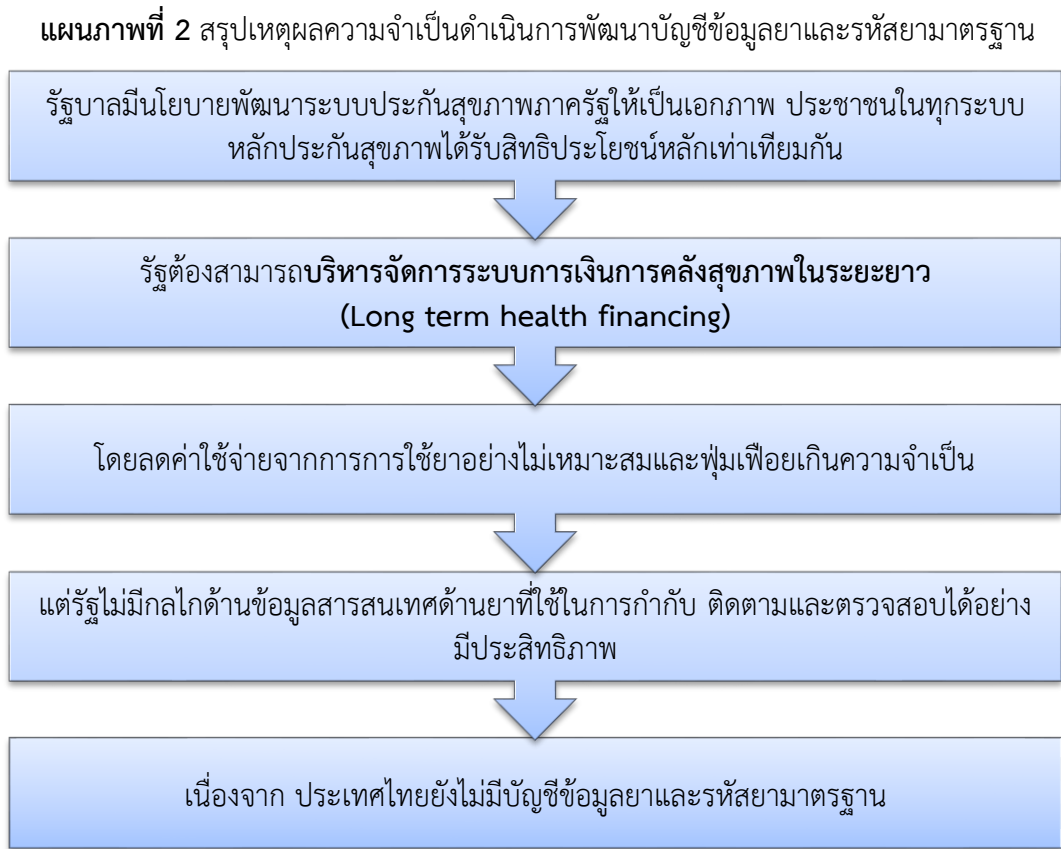 แผนภาพที่ 2 สรุปเหตุผลความจำเป็นดำเนินการพัฒนาบัญชีข้อมูลยาและรหัสยามาตรฐาน
รัฐบาลมีนโยบายพัฒนาระบบประกันสุขภาพภาครัฐให้เป็นเอกภาพ ประชาชนในทุกระบบ
หลักประกันสุขภาพได้รับสิทธิประโยชน์หลักเท่าเทียมกัน
รัฐต้องสามารถบริหารจัดการระบบการเงินการคลังสุขภาพในระยะยาว
(Long term health financing)
โดยลดค่าใช้จ่ายจากการการใช้ยาอย่างไม่เหมาะสมและฟุ่มเฟือยเกินความจำเป็น
แต่รัฐไม่มีกลไกด้านข้อมูลสารสนเทศด้านยาที่ใช้ในการกำกับ ติดตามและตรวจสอบได้อย่าง
มีประสิทธิภาพ
เนื่องจาก ประเทศไทยยังไม่มีบัญชีข้อมูลยาและรหัสยามาตรฐาน